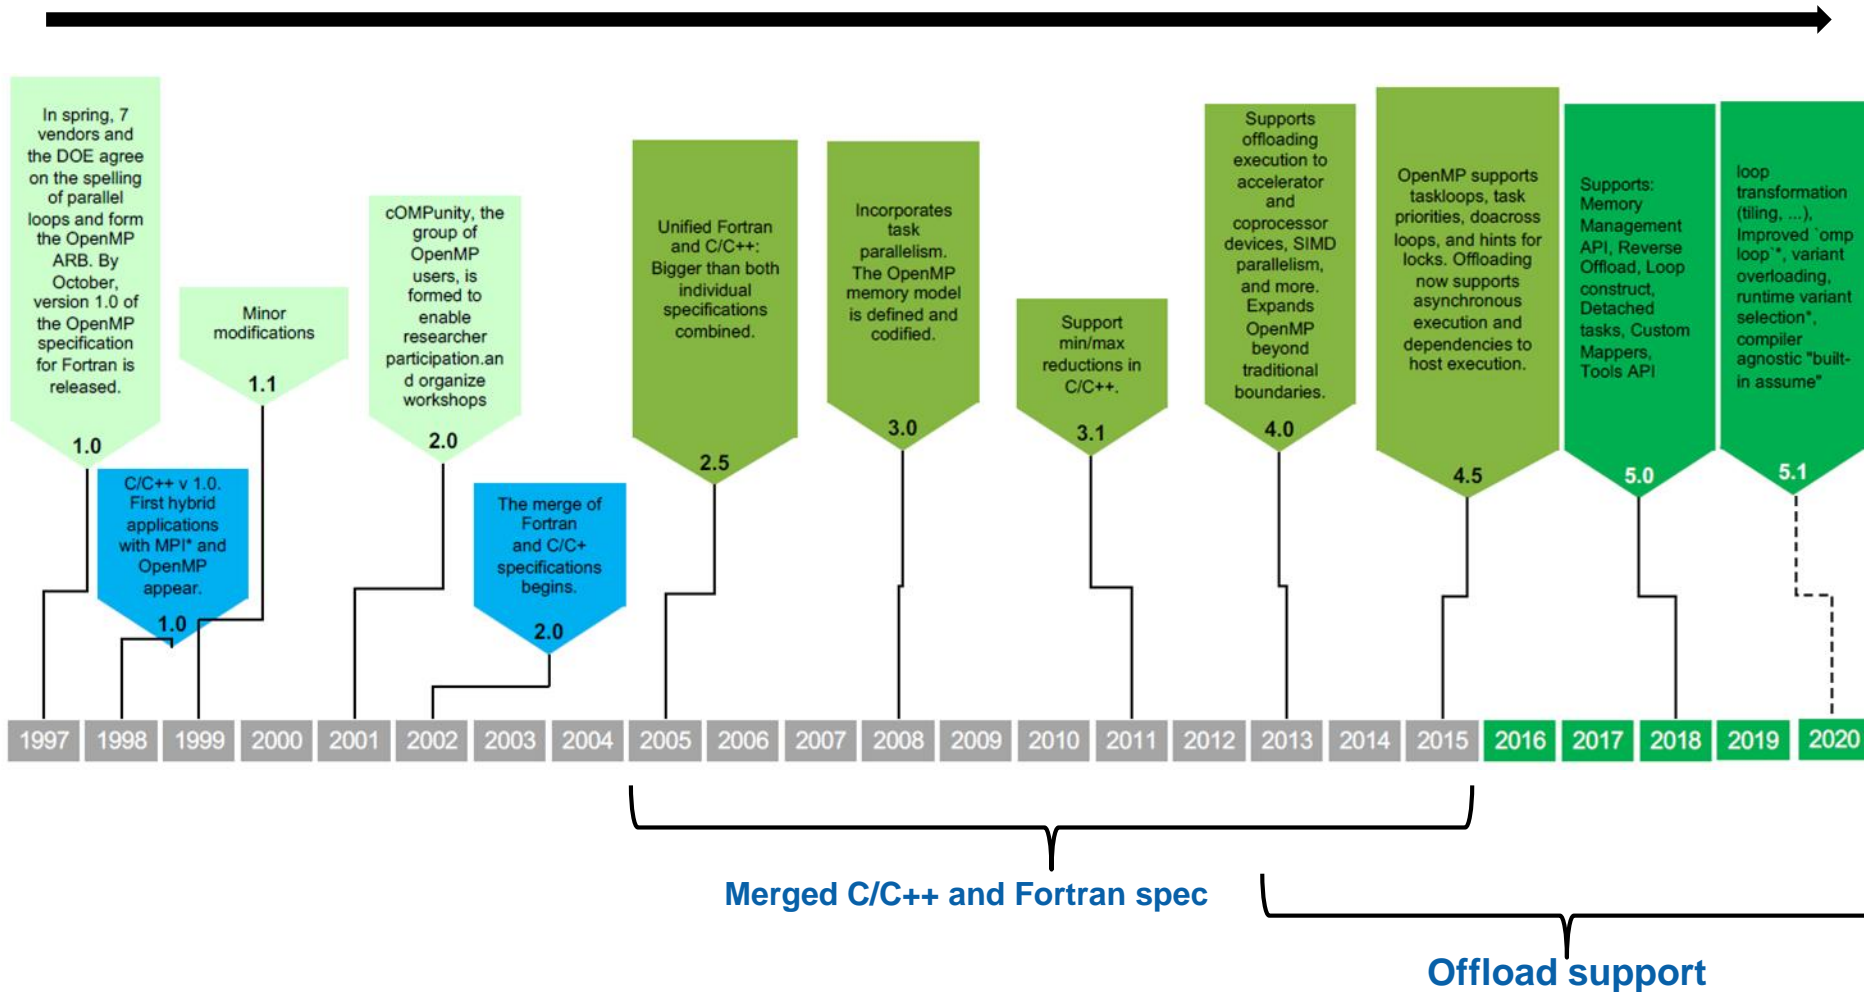 In spring, 7
vendors and
the DOE agree
on the spelling
of parallel
loops and form
the OpenMP
ARB. By
October,
version 1.0 of
the OpenMP
specification
for Fortran is
released.
1.0
C/C++ v 1.0.
First hybrid
applications
with MPI* and
OpenMP
appear.
1.0
Minor
modifications
1.1
cOMPunity, the
group of
OpenMP
users, is
formed to
enable
researcher
participation.an
d organize
workshops
2.0
The merge of
Fortran
and C/C+
specifications
begins.
2.0
Unified Fortran
and C/C++:
Bigger than both
individual
specifications
combined.
2.5
Incorporates
task
parallelism.
The OpenMP
memory model
is defined and
codified.
3.0
Support
min/max
reductions in
C/C++.
3.1
Supports
offloading
execution to
accelerator
and
coprocessor
devices, SIMD
parallelism,
and more.
Expands
OpenMP
beyond
traditional
boundaries.
4.0
OpenMP supports
taskloops, task
priorities, doacross
loops, and hints for
locks. Offloading
now supports
asynchronous
execution and
dependencies to
host execution.
4.5
Supports:
Memory
Management
API, Reverse
Offload, Loop
construct,
Detached
tasks, Custom
Mappers,
Tools API
5.0
loop
transformation
(tiling, ...),
Improved `omp
loop`*, variant
overloading,
runtime variant
selection*,
compiler
agnostic "built-
in assume"
5.1
1997 1998 1999 2000 2001 2002 2003 2004 2005 2006 2007 2008 2009 2010 2011 2012 2013 2014 2015 2016 2017 2018 2019 2020
Merged C/C++ and Fortran spec
Offload support